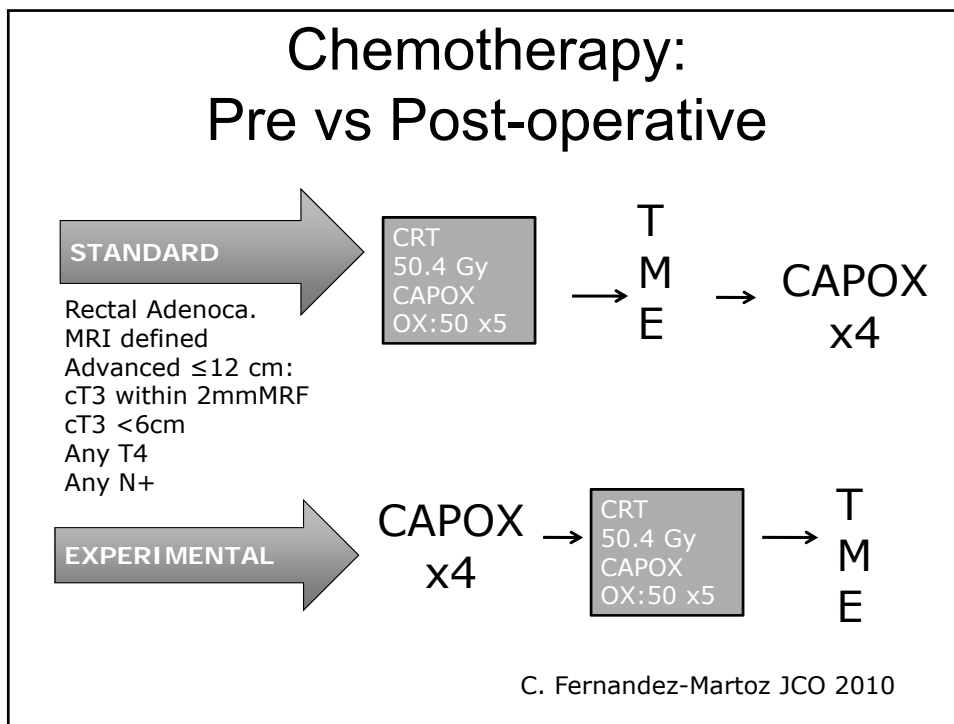 Chemotherapy:
Pre vs Post-operative
STANDARD
Rectal Adenoca.
MRI defined
Advanced ≤12 cm:
cT3 within 2mmMRF
cT3 <6cm
Any T4
Any N+
CRT
50.4 Gy
CAPOX
OX:50 x5
T
M
E
CAPOX
x4
EXPERIMENTAL
CAPOX
x4
CRT
50.4 Gy
CAPOX
OX:50 x5
T
M
E
C. Fernandez-Martoz JCO 2010